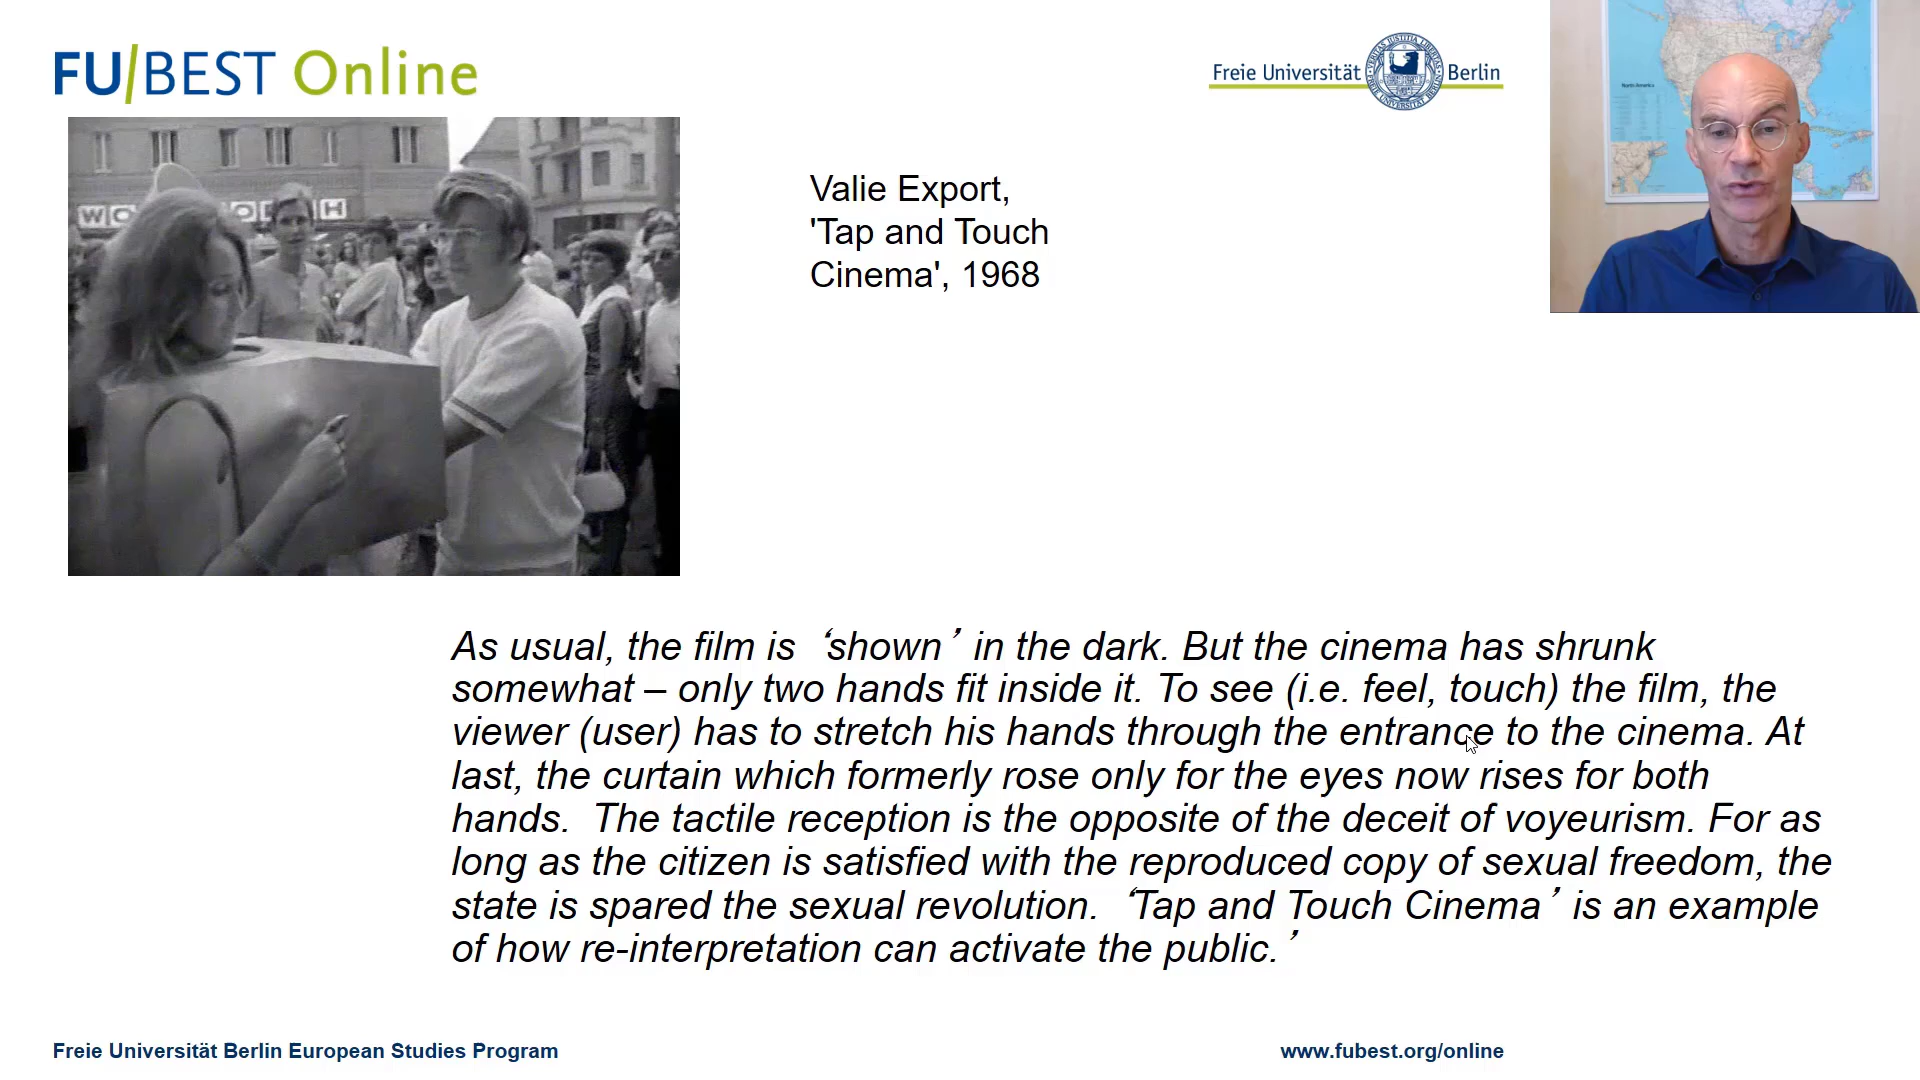 FU/BEST Online
Freie Universität Berlin
Valie Export,
'Tap and Touch
Cinema', 1968
As usual, the film is ‘shown’ in the dark. But the cinema has shrunk
somewhat – only two hands fit inside it. To see (i.e. feel, touch) the film, the
viewer (user) has to stretch his hands through the entrance to the cinema. At
last, the curtain which formerly rose only for the eyes now rises for both
hands. The tactile reception is the opposite of the deceit of voyeurism. For as
long as the citizen is satisfied with the reproduced copy of sexual freedom, the
state is spared the sexual revolution. ‘Tap and Touch Cinema’ is an example
of how re-interpretation can activate the public.’
Freie Universität Berlin European Studies Program
www.fubest.org/online